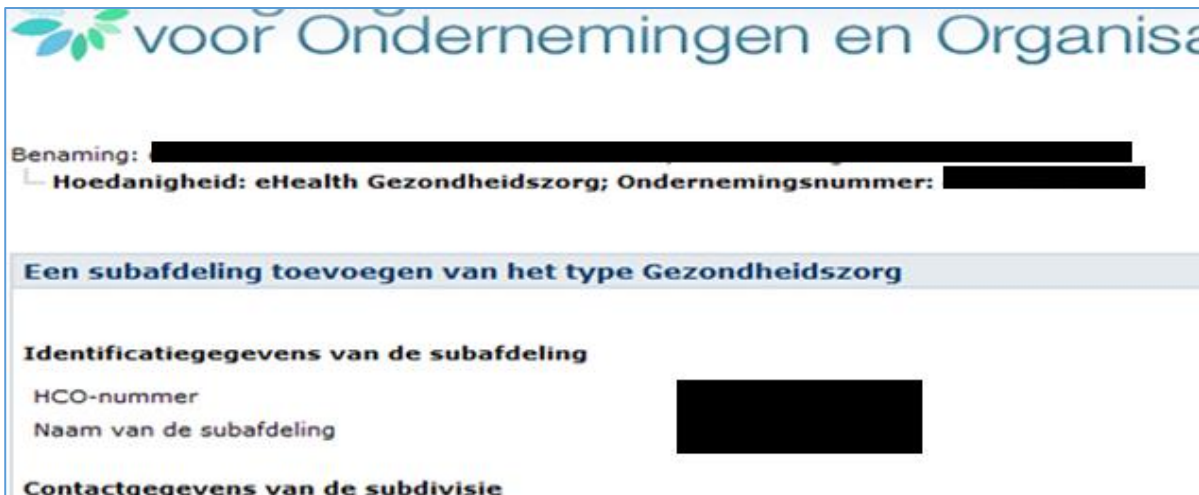 voor Ondernemingen en
Benaming:
Hoedanigheid: eHealth Gezondheidszorg; Ondernemingsnummer:
Een subafdeling toevoegen van het type Gezondheidszorg
Identificatiegegevens van de subafdeling
HCO-nummer
Naam van de subafdeling
Contactgegevens van de subdivisie